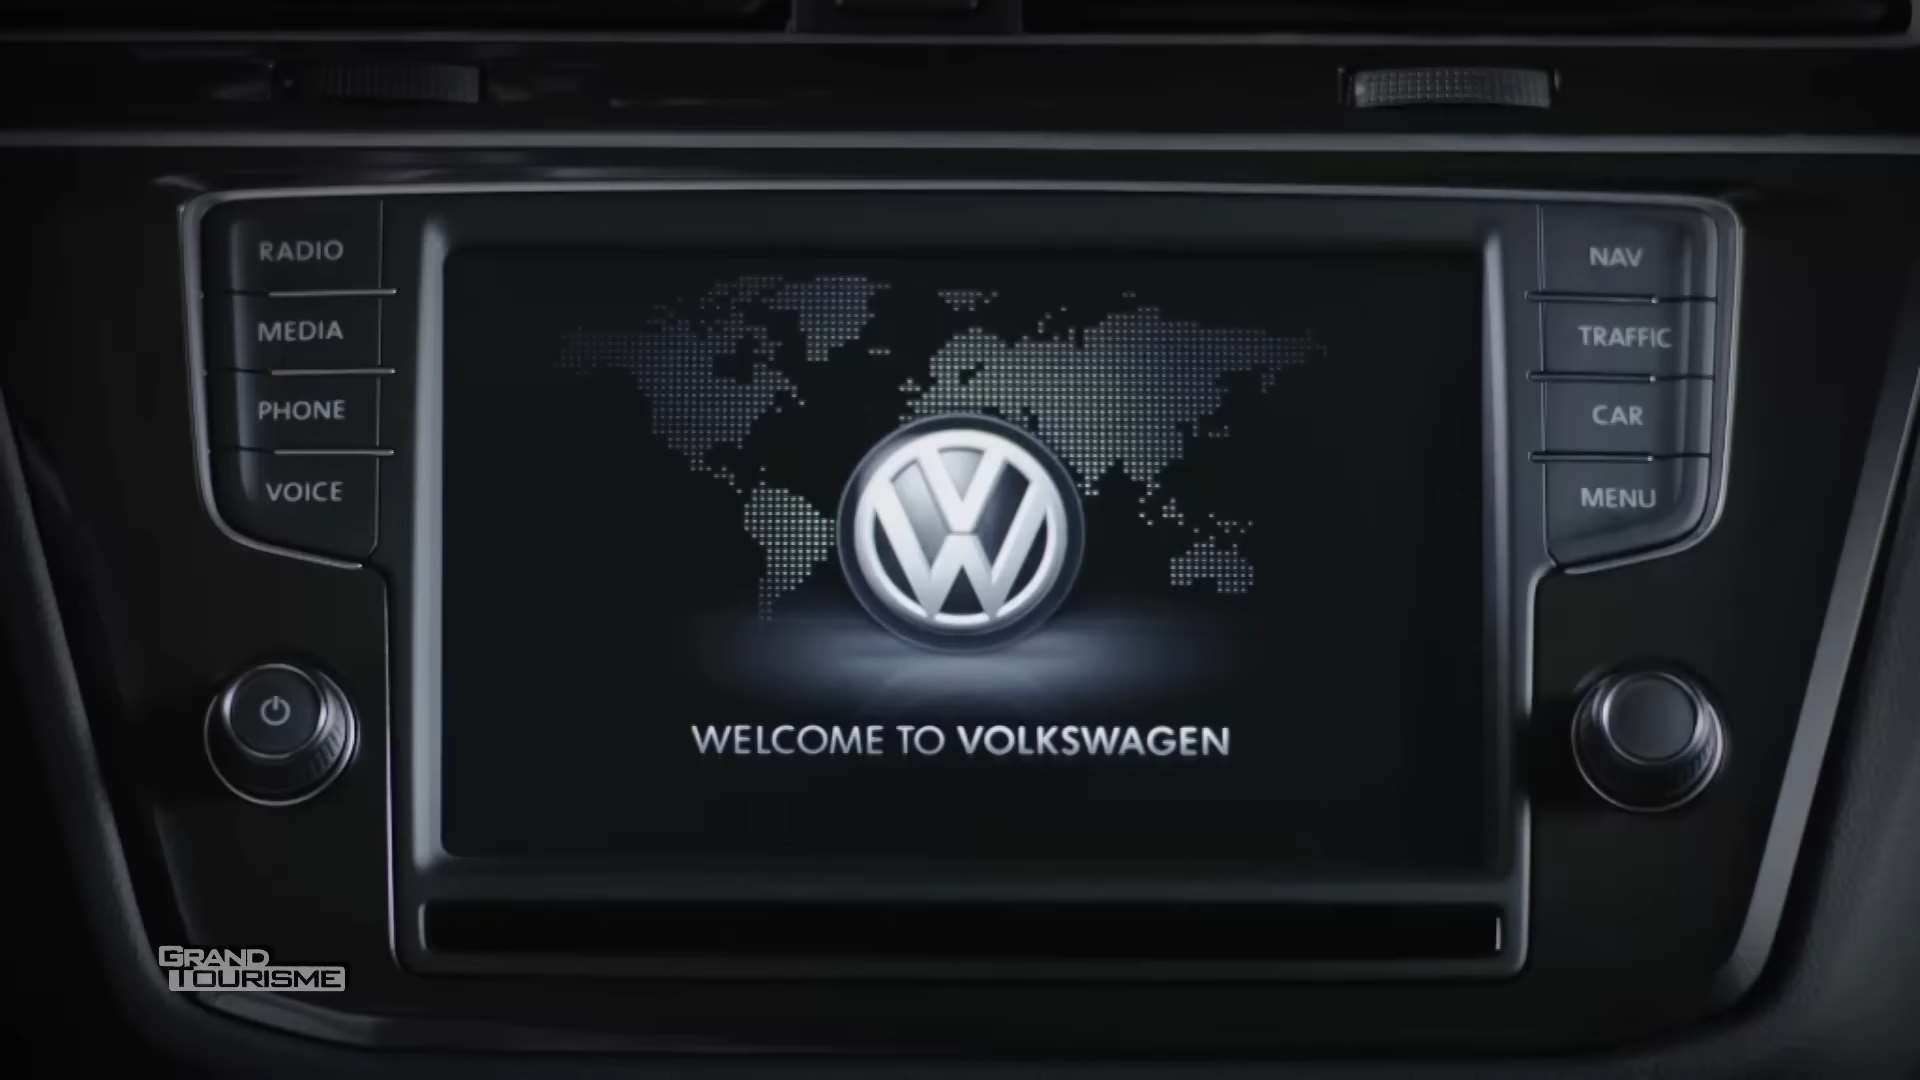 RADIO
MEDIA
PHONE
VOICE
NAV
TRAFFIC
CAR
MENU
WELCOME TO VOLKSWAGEN
GRAND
TOURISME